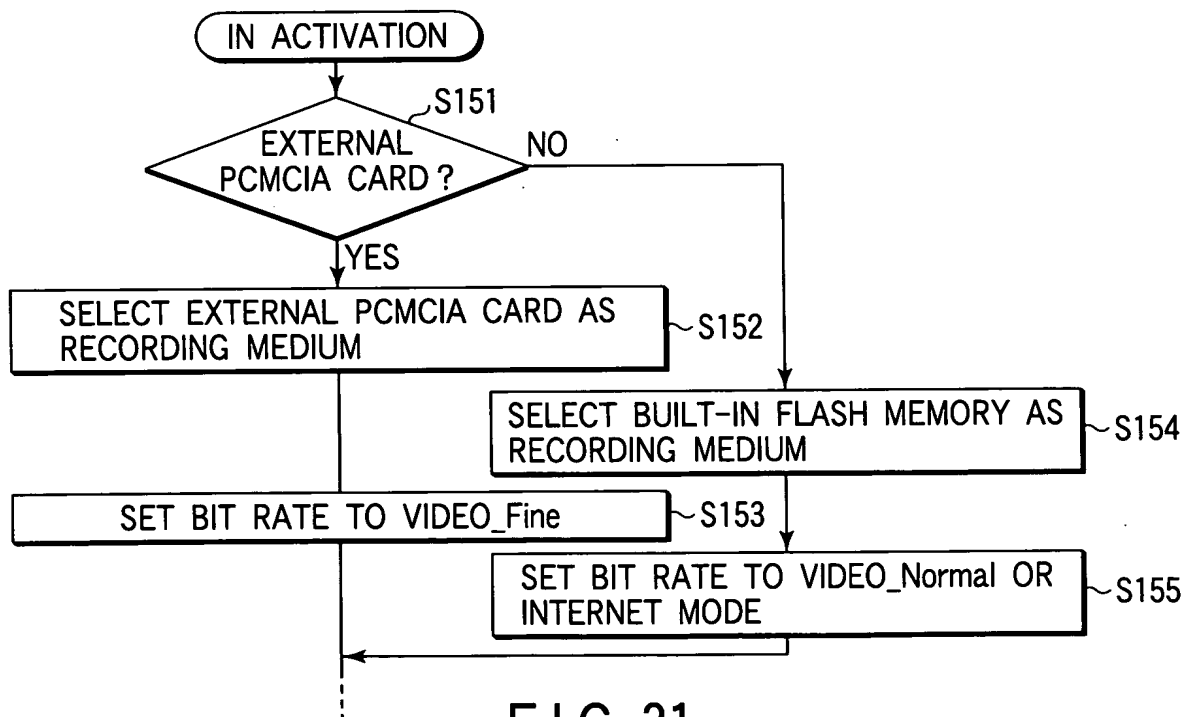 IN ACTIVATION
S151
EXTERNAL
PCMCIA CARD?
NO
YES
SELECT EXTERNAL PCMCIA CARD AS
RECORDING MEDIUM
S152
SELECT BUILT-IN FLASH MEMORY AS
RECORDING MEDIUM
S154
SET BIT RATE TO VIDEO_Fine
S153
SET BIT RATE TO VIDEO_Normal OR
INTERNET MODE
S155